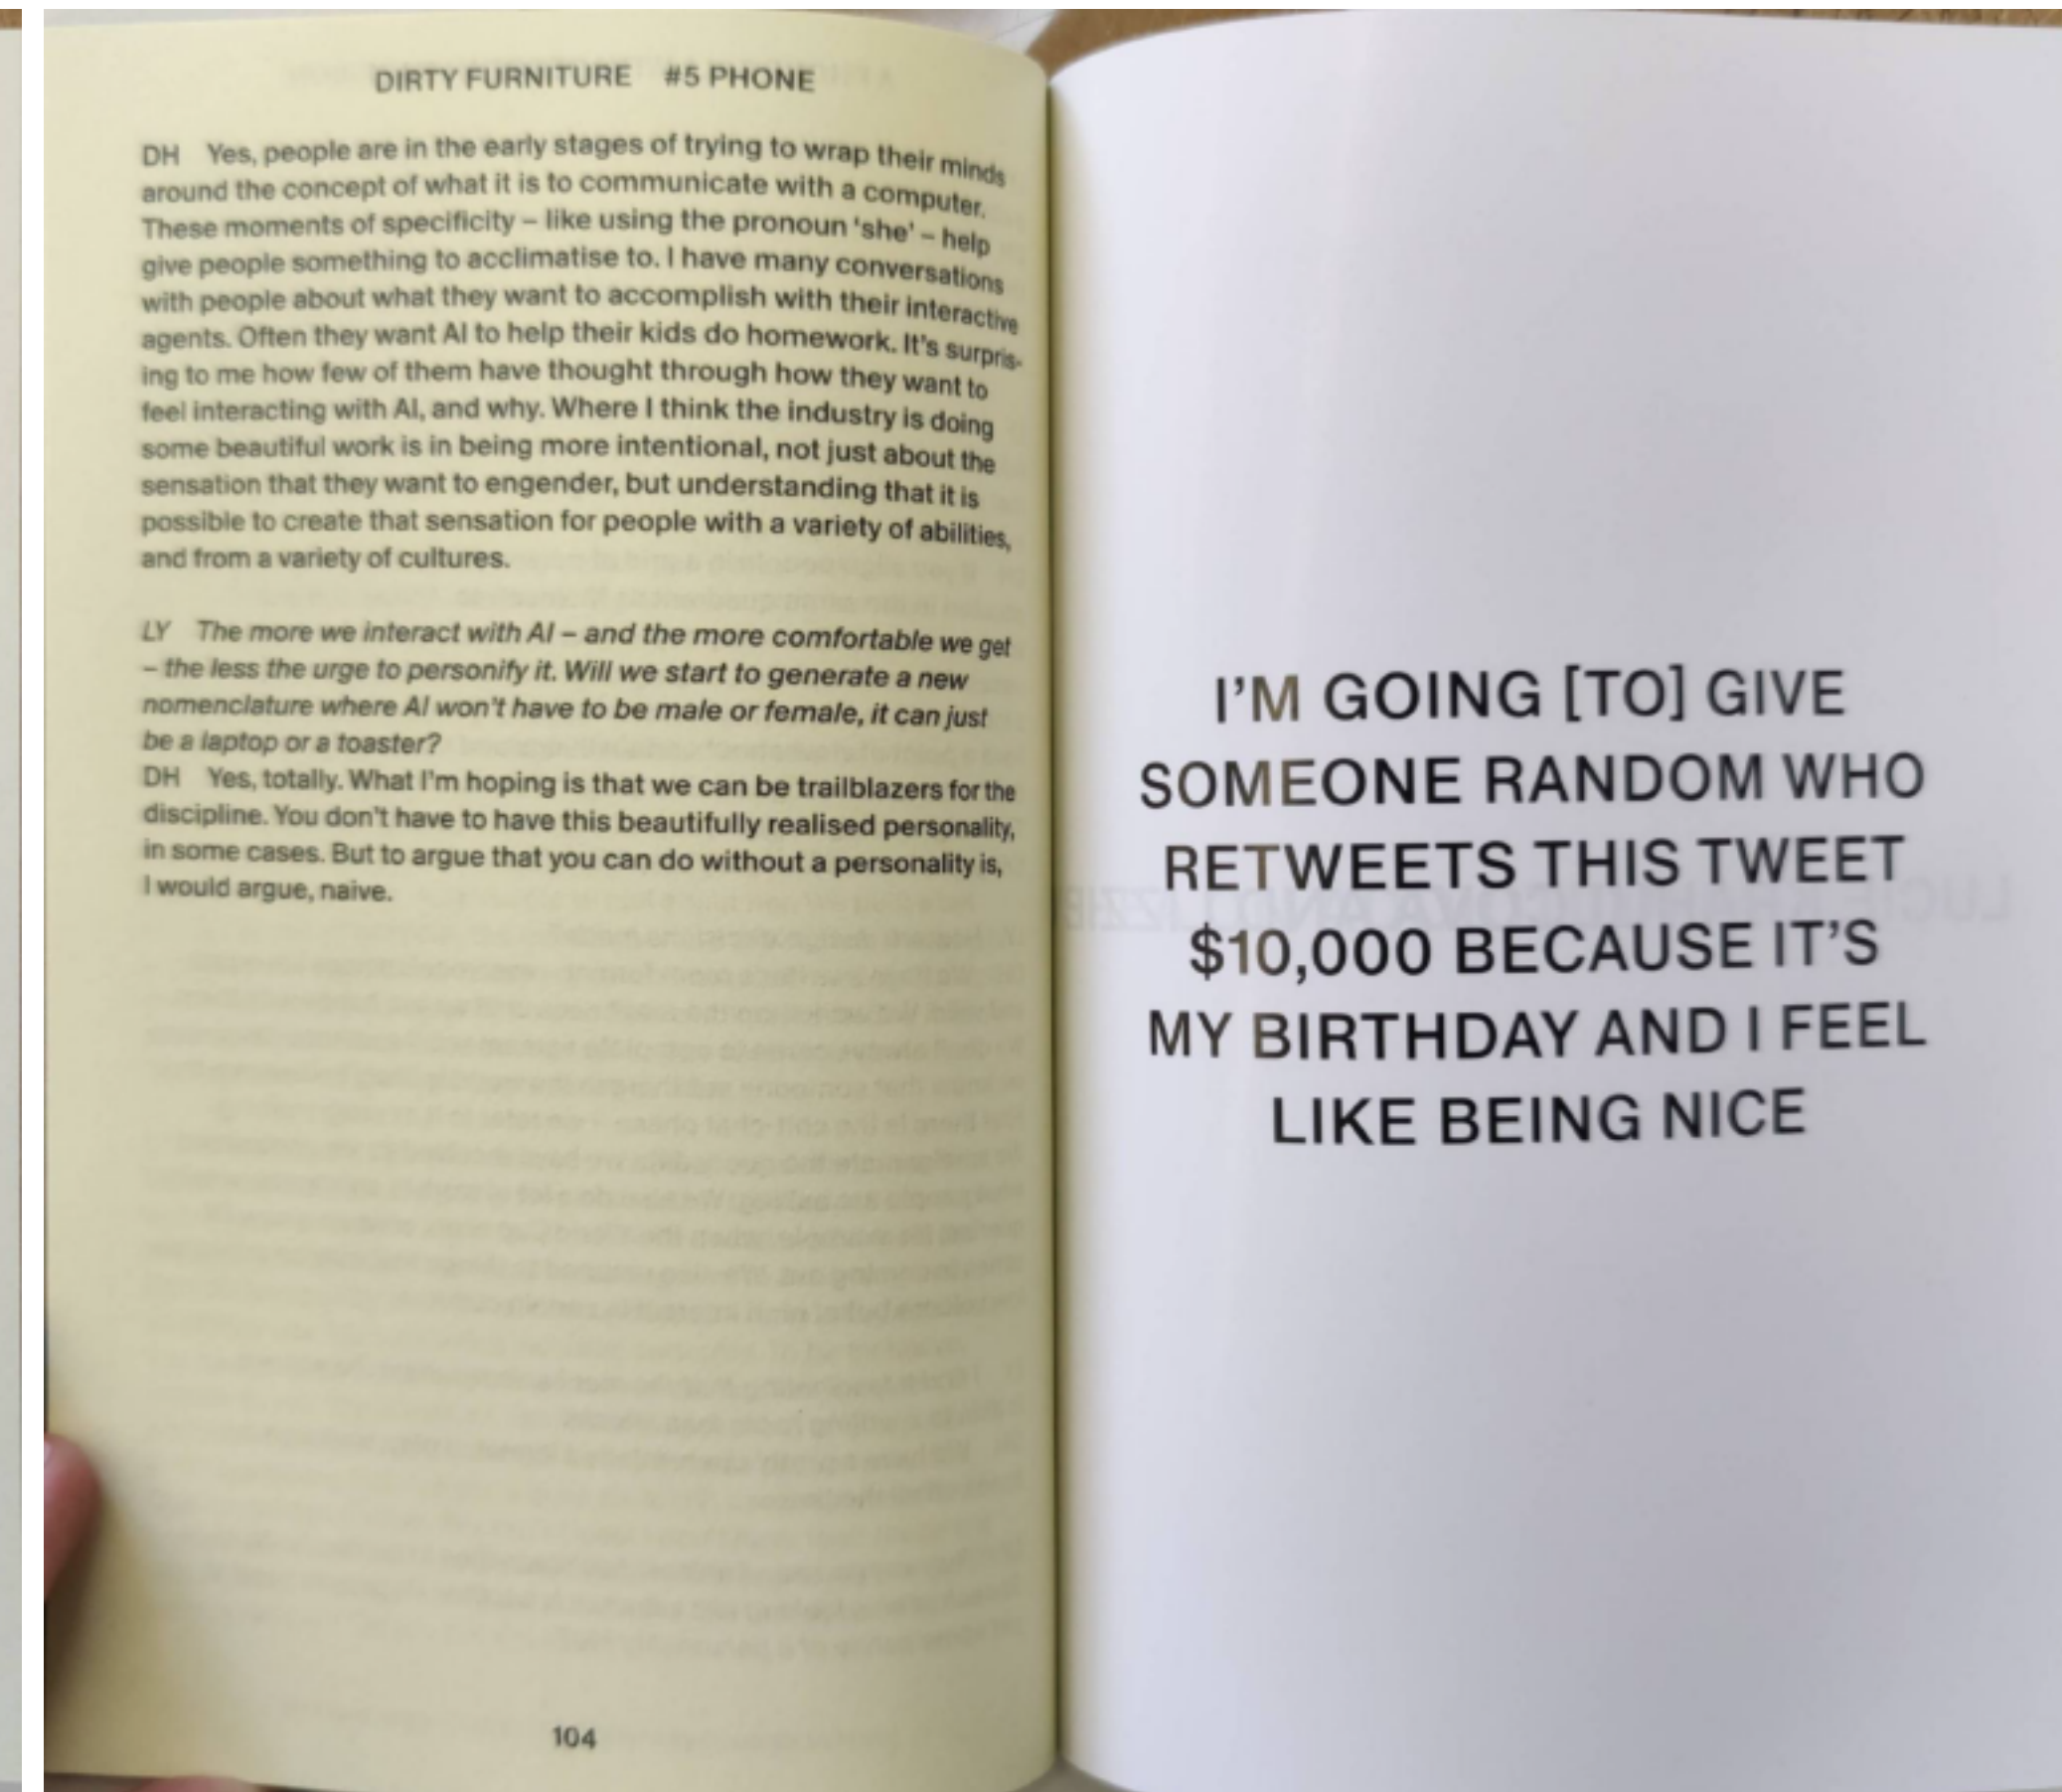 DIRTY FURNITURE #5 PHONE
DH Yes, people are in the early stages of trying to wrap their minds
around the concept of what it is to communicate with a computer.
These moments of specificity – like using the pronoun 'she' – help
give people something to acclimatise to. I have many conversations
with people about what they want to accomplish with their interactive
agents. Often they want AI to help their kids do homework. It's surpris-
ing to me how few of them have thought through how they want to
feel interacting with AI, and why. Where I think the industry is doing
some beautiful work is in being more intentional, not just about the
sensation that they want to engender, but understanding that it is
possible to create that sensation for people with a variety of abilities,
and from a variety of cultures.
LY The more we interact with AI – and the more comfortable we get
– the less the urge to personify it. Will we start to generate a new
nomenclature where AI won't have to be male or female, it can just
be a laptop or a toaster?
DH Yes, totally. What I'm hoping is that we can be trailblazers for the
discipline. You don't have to have this beautifully realised personality,
in some cases. But to argue that you can do without a personality is,
I would argue, naive.
104
I'M GOING [TO] GIVE
SOMEONE RANDOM WHO
RETWEETS THIS TWEET
$10,000 BECAUSE IT'S
MY BIRTHDAY AND I FEEL
LIKE BEING NICE